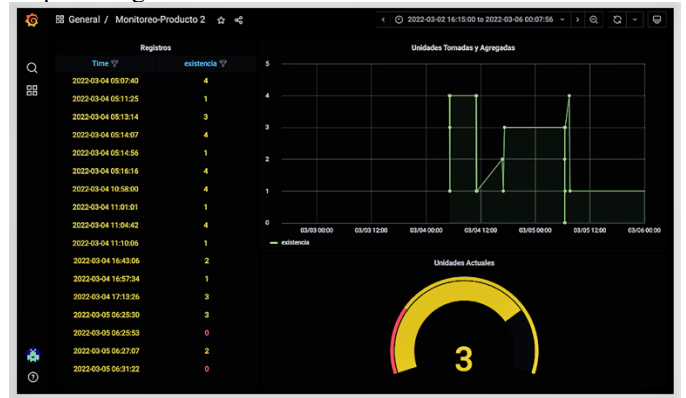 General / Monitoreo-Producto 2
2022-03-02 16:15:00 to 2022-03-06 00:07:56
Registros
Time existencia
2022-03-04 05:07:40 4
2022-03-04 05:11:25 1
2022-03-04 05:13:14 3
2022-03-04 05:14:07 4
2022-03-04 05:14:56 1
2022-03-04 05:16:16 4
2022-03-04 10:58:00 4
2022-03-04 11:01:01 1
2022-03-04 11:04:42 4
2022-03-04 11:10:06 1
2022-03-04 16:43:06 2
2022-03-04 16:57:34 1
2022-03-04 17:13:26 3
2022-03-05 06:25:30 3
2022-03-05 06:25:53 0
2022-03-05 06:27:07 2
2022-03-05 06:31:22 0
Unidades Tomadas y Agregadas
5
4
3
2
1
0
03/03 00:00 03/03 12:00 03/04 00:00 03/04 12:00 03/05 00:00 03/05 12:00 03/06 00:00
existencia
Unidades Actuales
3